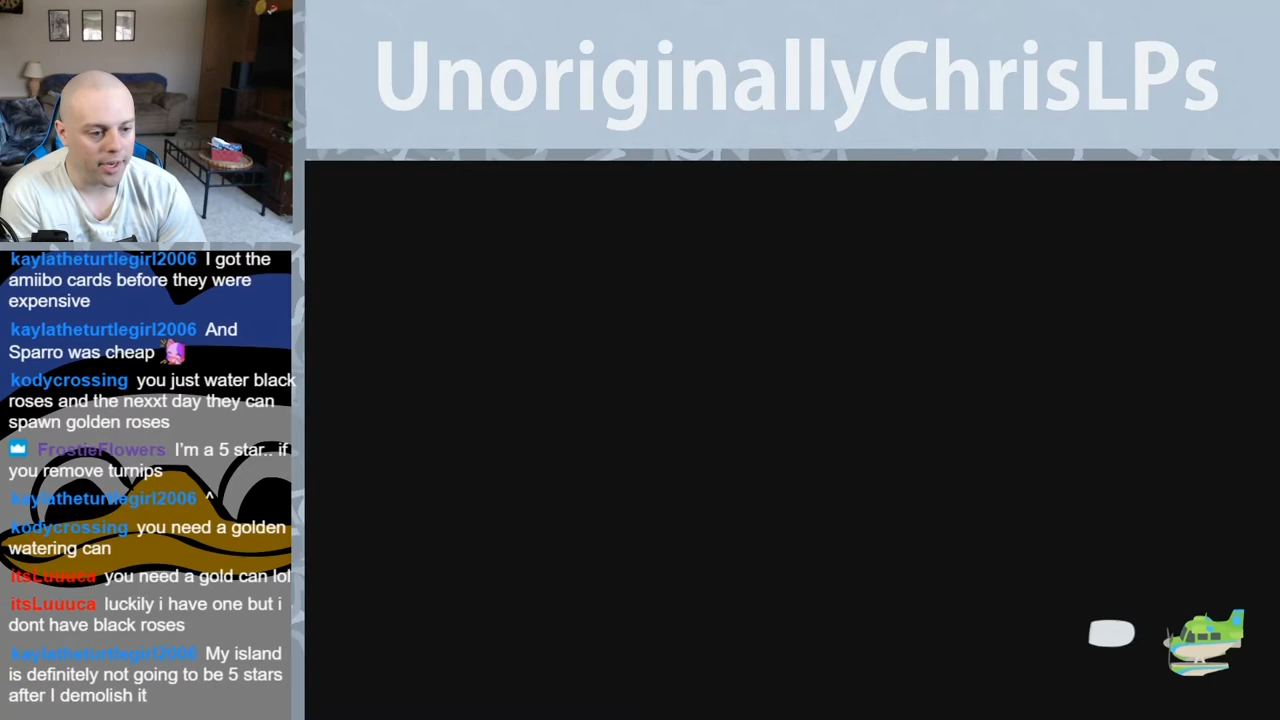 UnoriginallyChrisLPs
kaylatheturtlegirl2006 I got the
amiibo cards before they were
expensive
kaylatheturtlegirl2006 And
Sparro was cheap
kodycrossing you just water black
roses and the nexxt day they can
spawn golden roses
FrostieFlowers I'm a 5 star.. if
you remove turnips
kaylatheturtlegirl2006 ^
kodycrossing you need a golden
watering can
itsLuuuca you need a gold can lol
itsLuuuca luckily i have one but i
dont have black roses
kaylatheturtlegirl2006 My island
is definitely not going to be 5 stars
after I demolish it